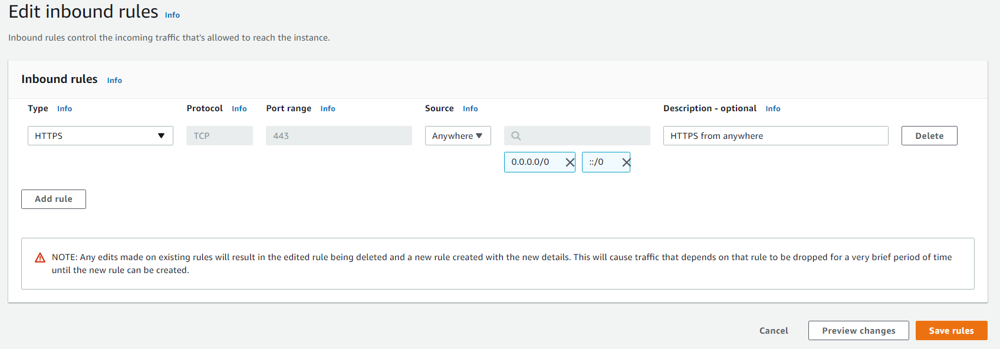 Edit inbound rules Info
Inbound rules control the incoming traffic that's allowed to reach the instance.
Inbound rules Info
Type Info Protocol Info Port range Info Source Info Description - optional Info
HTTPS TCP 443 Anywhere HTTPS from anywhere Delete
0.0.0.0/0 ::/0
Add rule
NOTE: Any edits made on existing rules will result in the edited rule being deleted and a new rule created with the new details. This will cause traffic that depends on that rule to be dropped for a very brief period of time
until the new rule can be created.
Cancel Preview changes Save rules